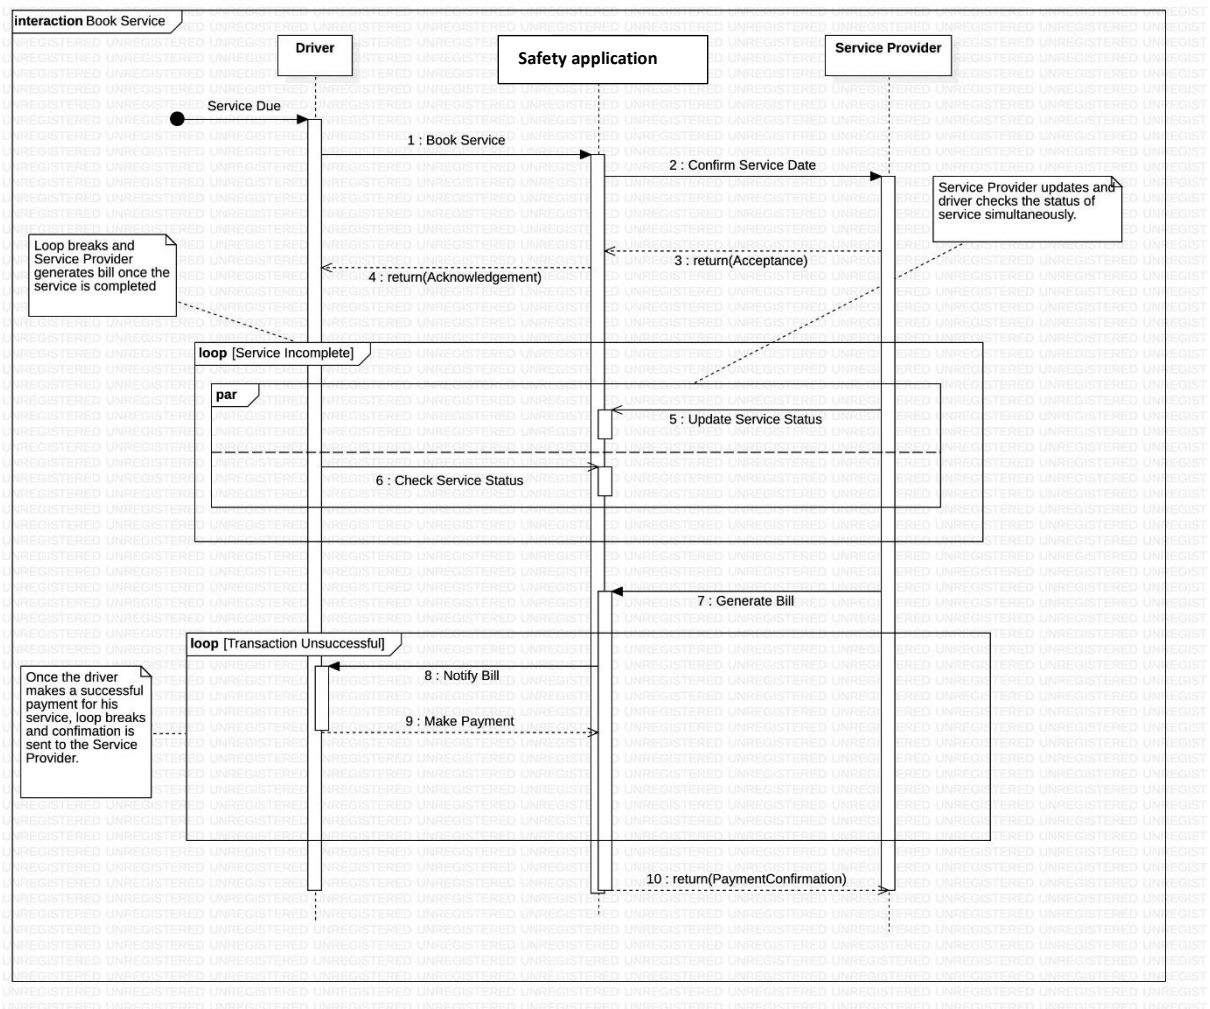 interaction Book Service
Driver
Safety application
Service Provider
Service Due
1 : Book Service
2 : Confirm Service Date
Service Provider updates and
driver checks the status of
service simultaneously.
3 : return(Acceptance)
4 : return(Acknowledgement)
Loop breaks and
Service Provider
generates bill once the
service is completed
loop [Service Incomplete]
par
5 : Update Service Status
6 : Check Service Status
7 : Generate Bill
loop [Transaction Unsuccessful]
8 : Notify Bill
9 : Make Payment
Once the driver
makes a successful
payment for his
service, loop breaks
and confimation is
sent to the Service
Provider.
10 : return(PaymentConfirmation)
UNREGISTERED